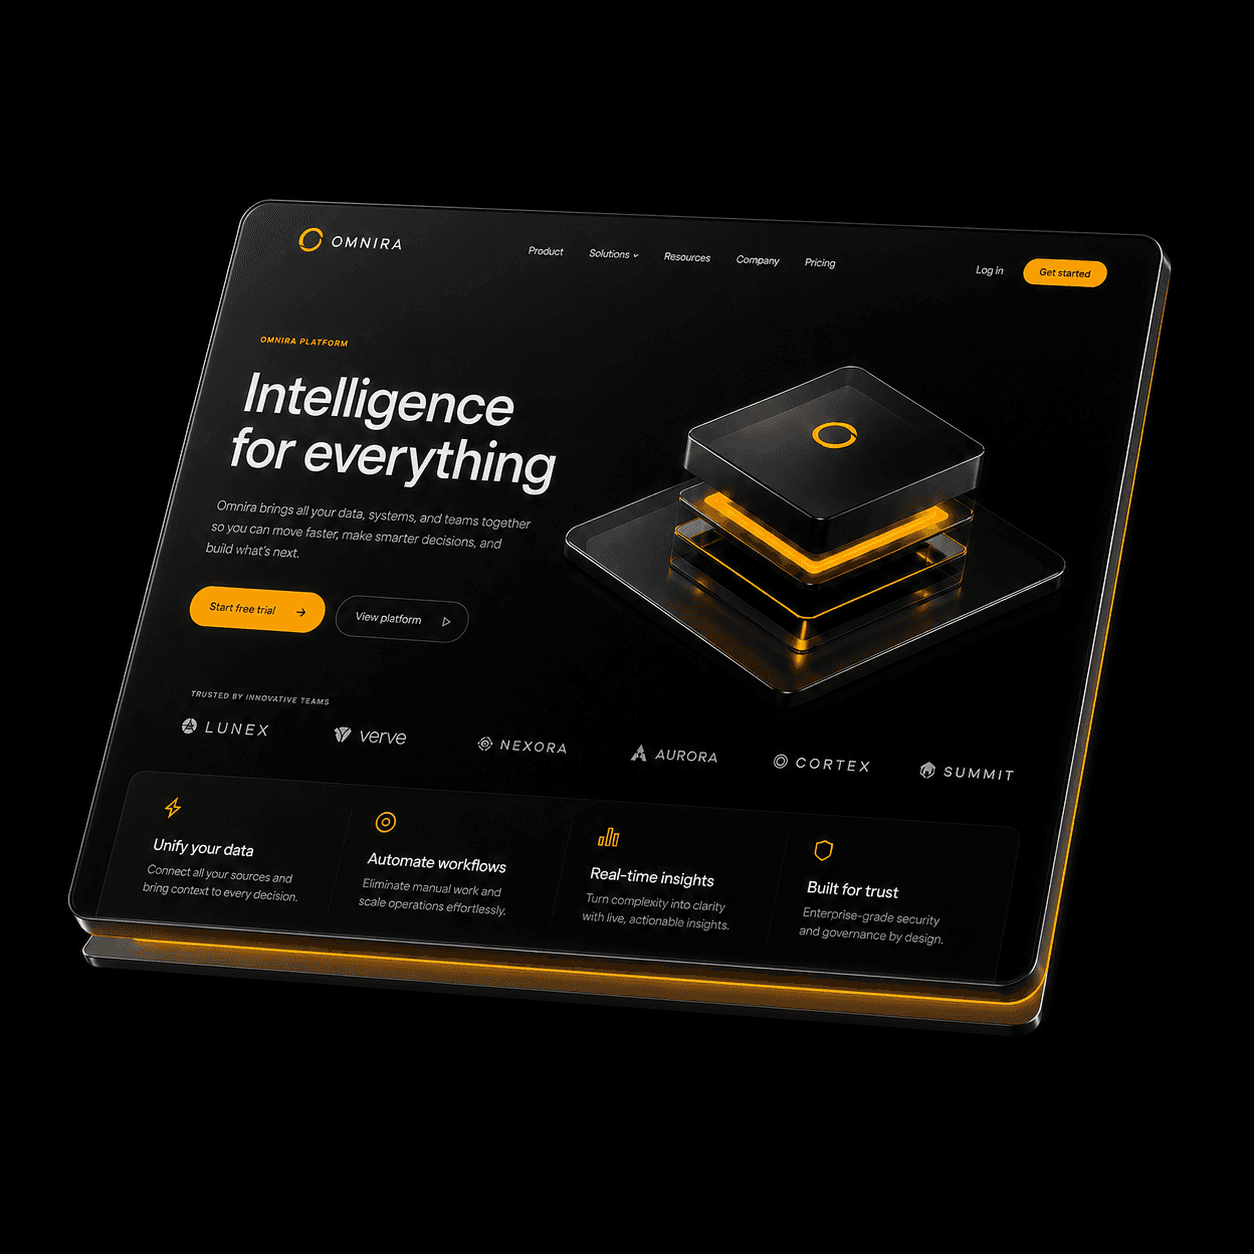 OMNIRA
Product
Solutions
Resources
Company
Pricing
Log in
Get started
OMNIRA PLATFORM
Intelligence
for everything
Omnira brings all your data, systems, and teams together
so you can move faster, make smarter decisions, and
build what's next.
Start free trial
View platform
TRUSTED BY INNOVATIVE TEAMS
LUNEX
verve
NEXORA
AURORA
CORTEX
SUMMIT
Unify your data
Connect all your sources and
bring context to every decision.
Automate workflows
Eliminate manual work and
scale operations effortlessly.
Real-time insights
Turn complexity into clarity
with live, actionable insights.
Built for trust
Enterprise-grade security
and governance by design.